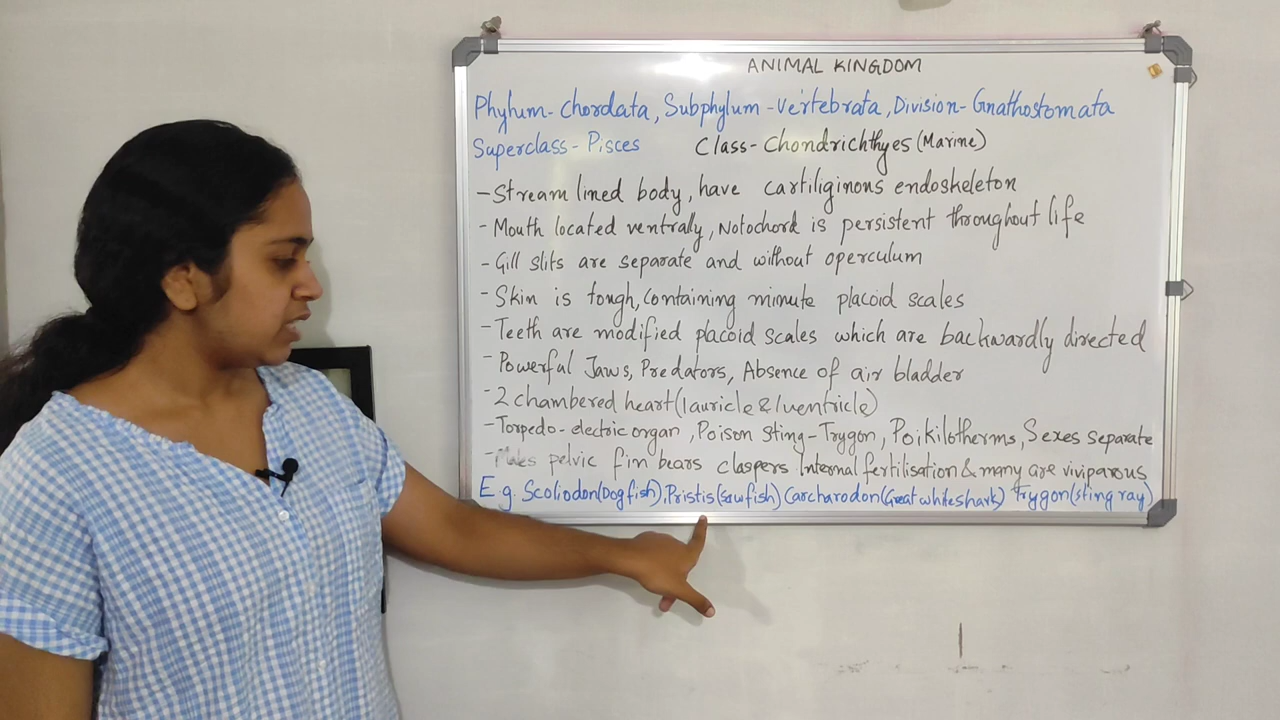 ANIMAL KINGDOM
Phylum-Chordata, Subphylum-Vertebrata, Division-Gnathostomata
Superclass-Pisces Class-Chondrichthyes (Marine)
- Stream lined body, have cartiliginous endoskeleton
- Mouth located ventrally, Notochord is persistent throughout life
- Gill slits are separate and without operculum
- Skin is tough, containing minute placoid scales
- Teeth are modified placoid scales which are backwardly directed
- Powerful Jaws, Predators, Absence of air bladder
- 2 chambered heart (1 auricle & 1 ventricle)
- Torpedo-electric organ, Poison Sting-Trygon, Poikilotherms, Sexes separate
- Males pelvic fin bears claspers Internal fertilisation & many are viviparous
E g. Scoliodon (Dog fish), Pristis (Saw fish) Carcharodon (Great white shark) Trygon (sting ray)